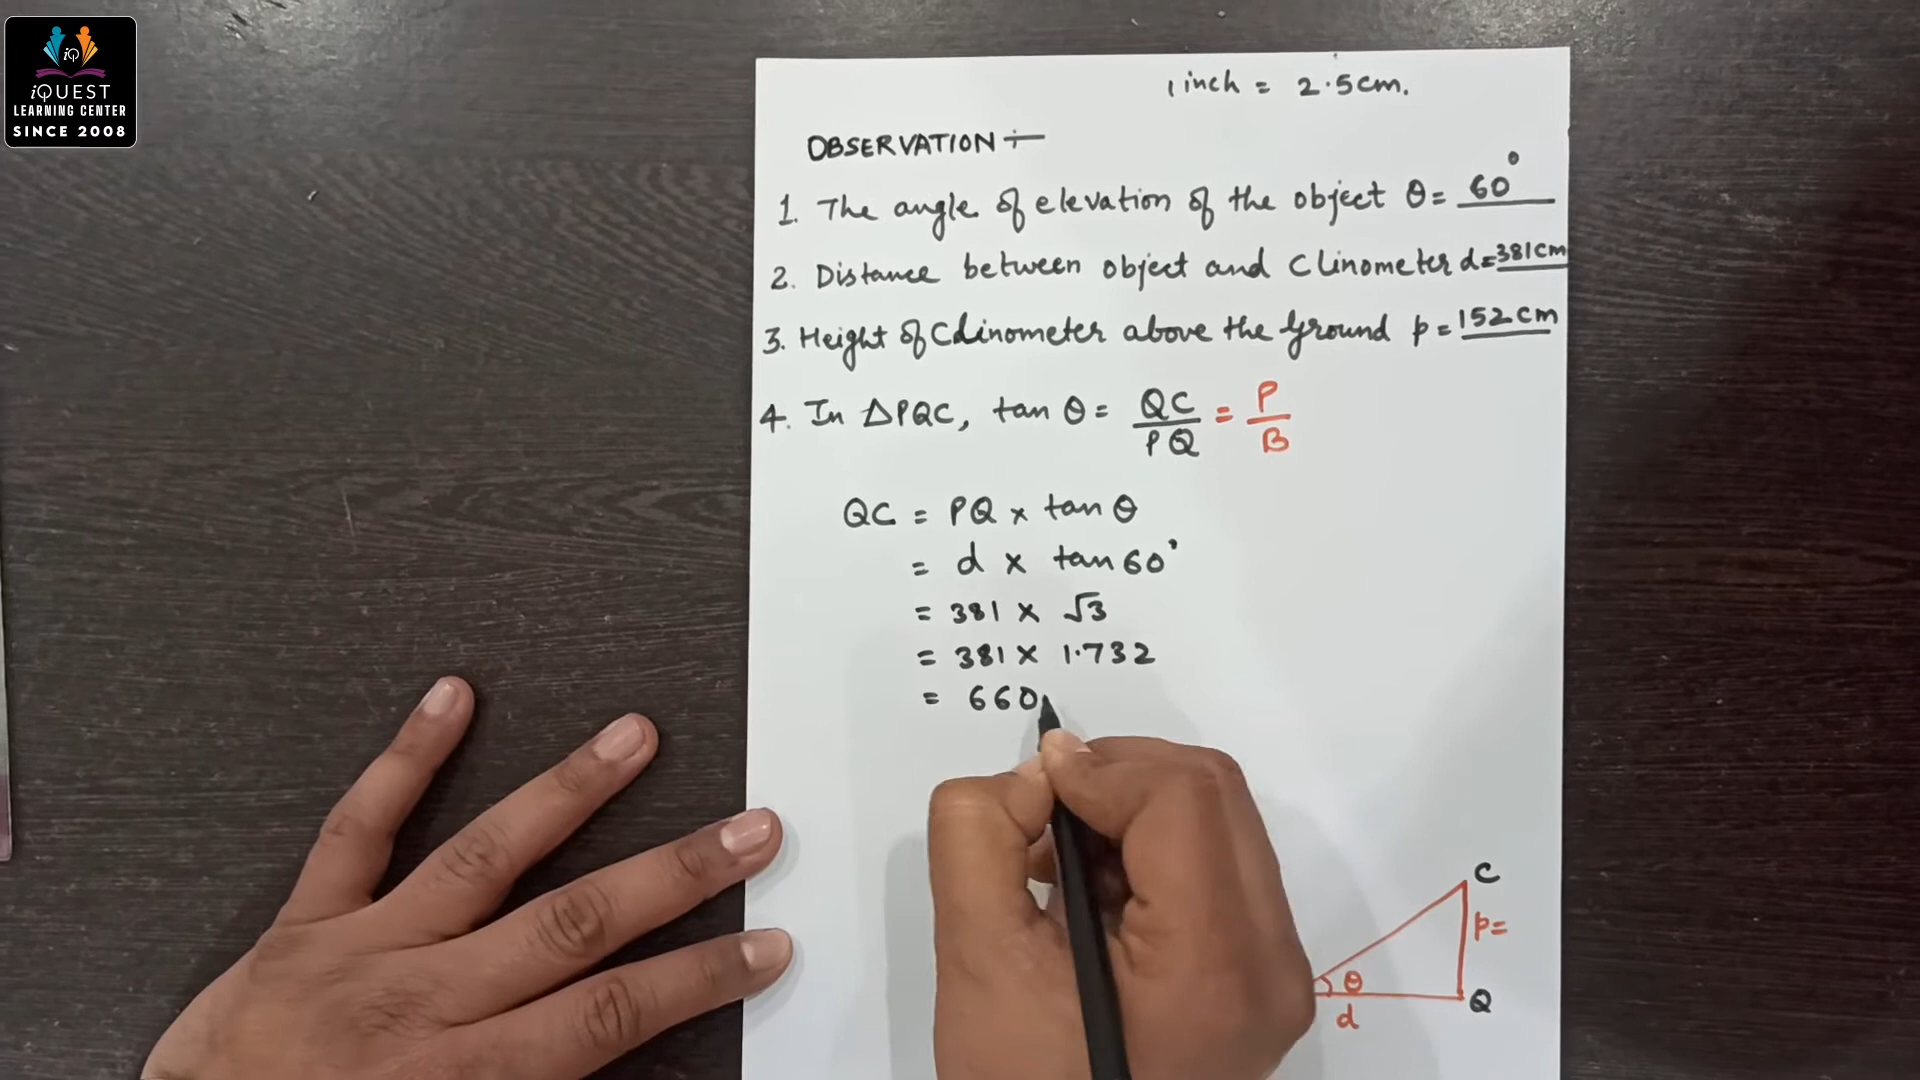 iQ
iQUEST
LEARNING CENTER
SINCE 2008
1 inch = 2.5cm.
OBSERVATION :-
1. The angle of elevation of the object θ = 60°
2. Distance between object and Clinometer d = 381cm
3. Height of Clinometer above the Ground p = 152cm
4. In △PQC, tan θ = QC/PQ = P/B
QC = PQ × tan θ
= d × tan 60°
= 381 × √3
= 381 × 1.732
= 660
C
P=
θ
Q
d